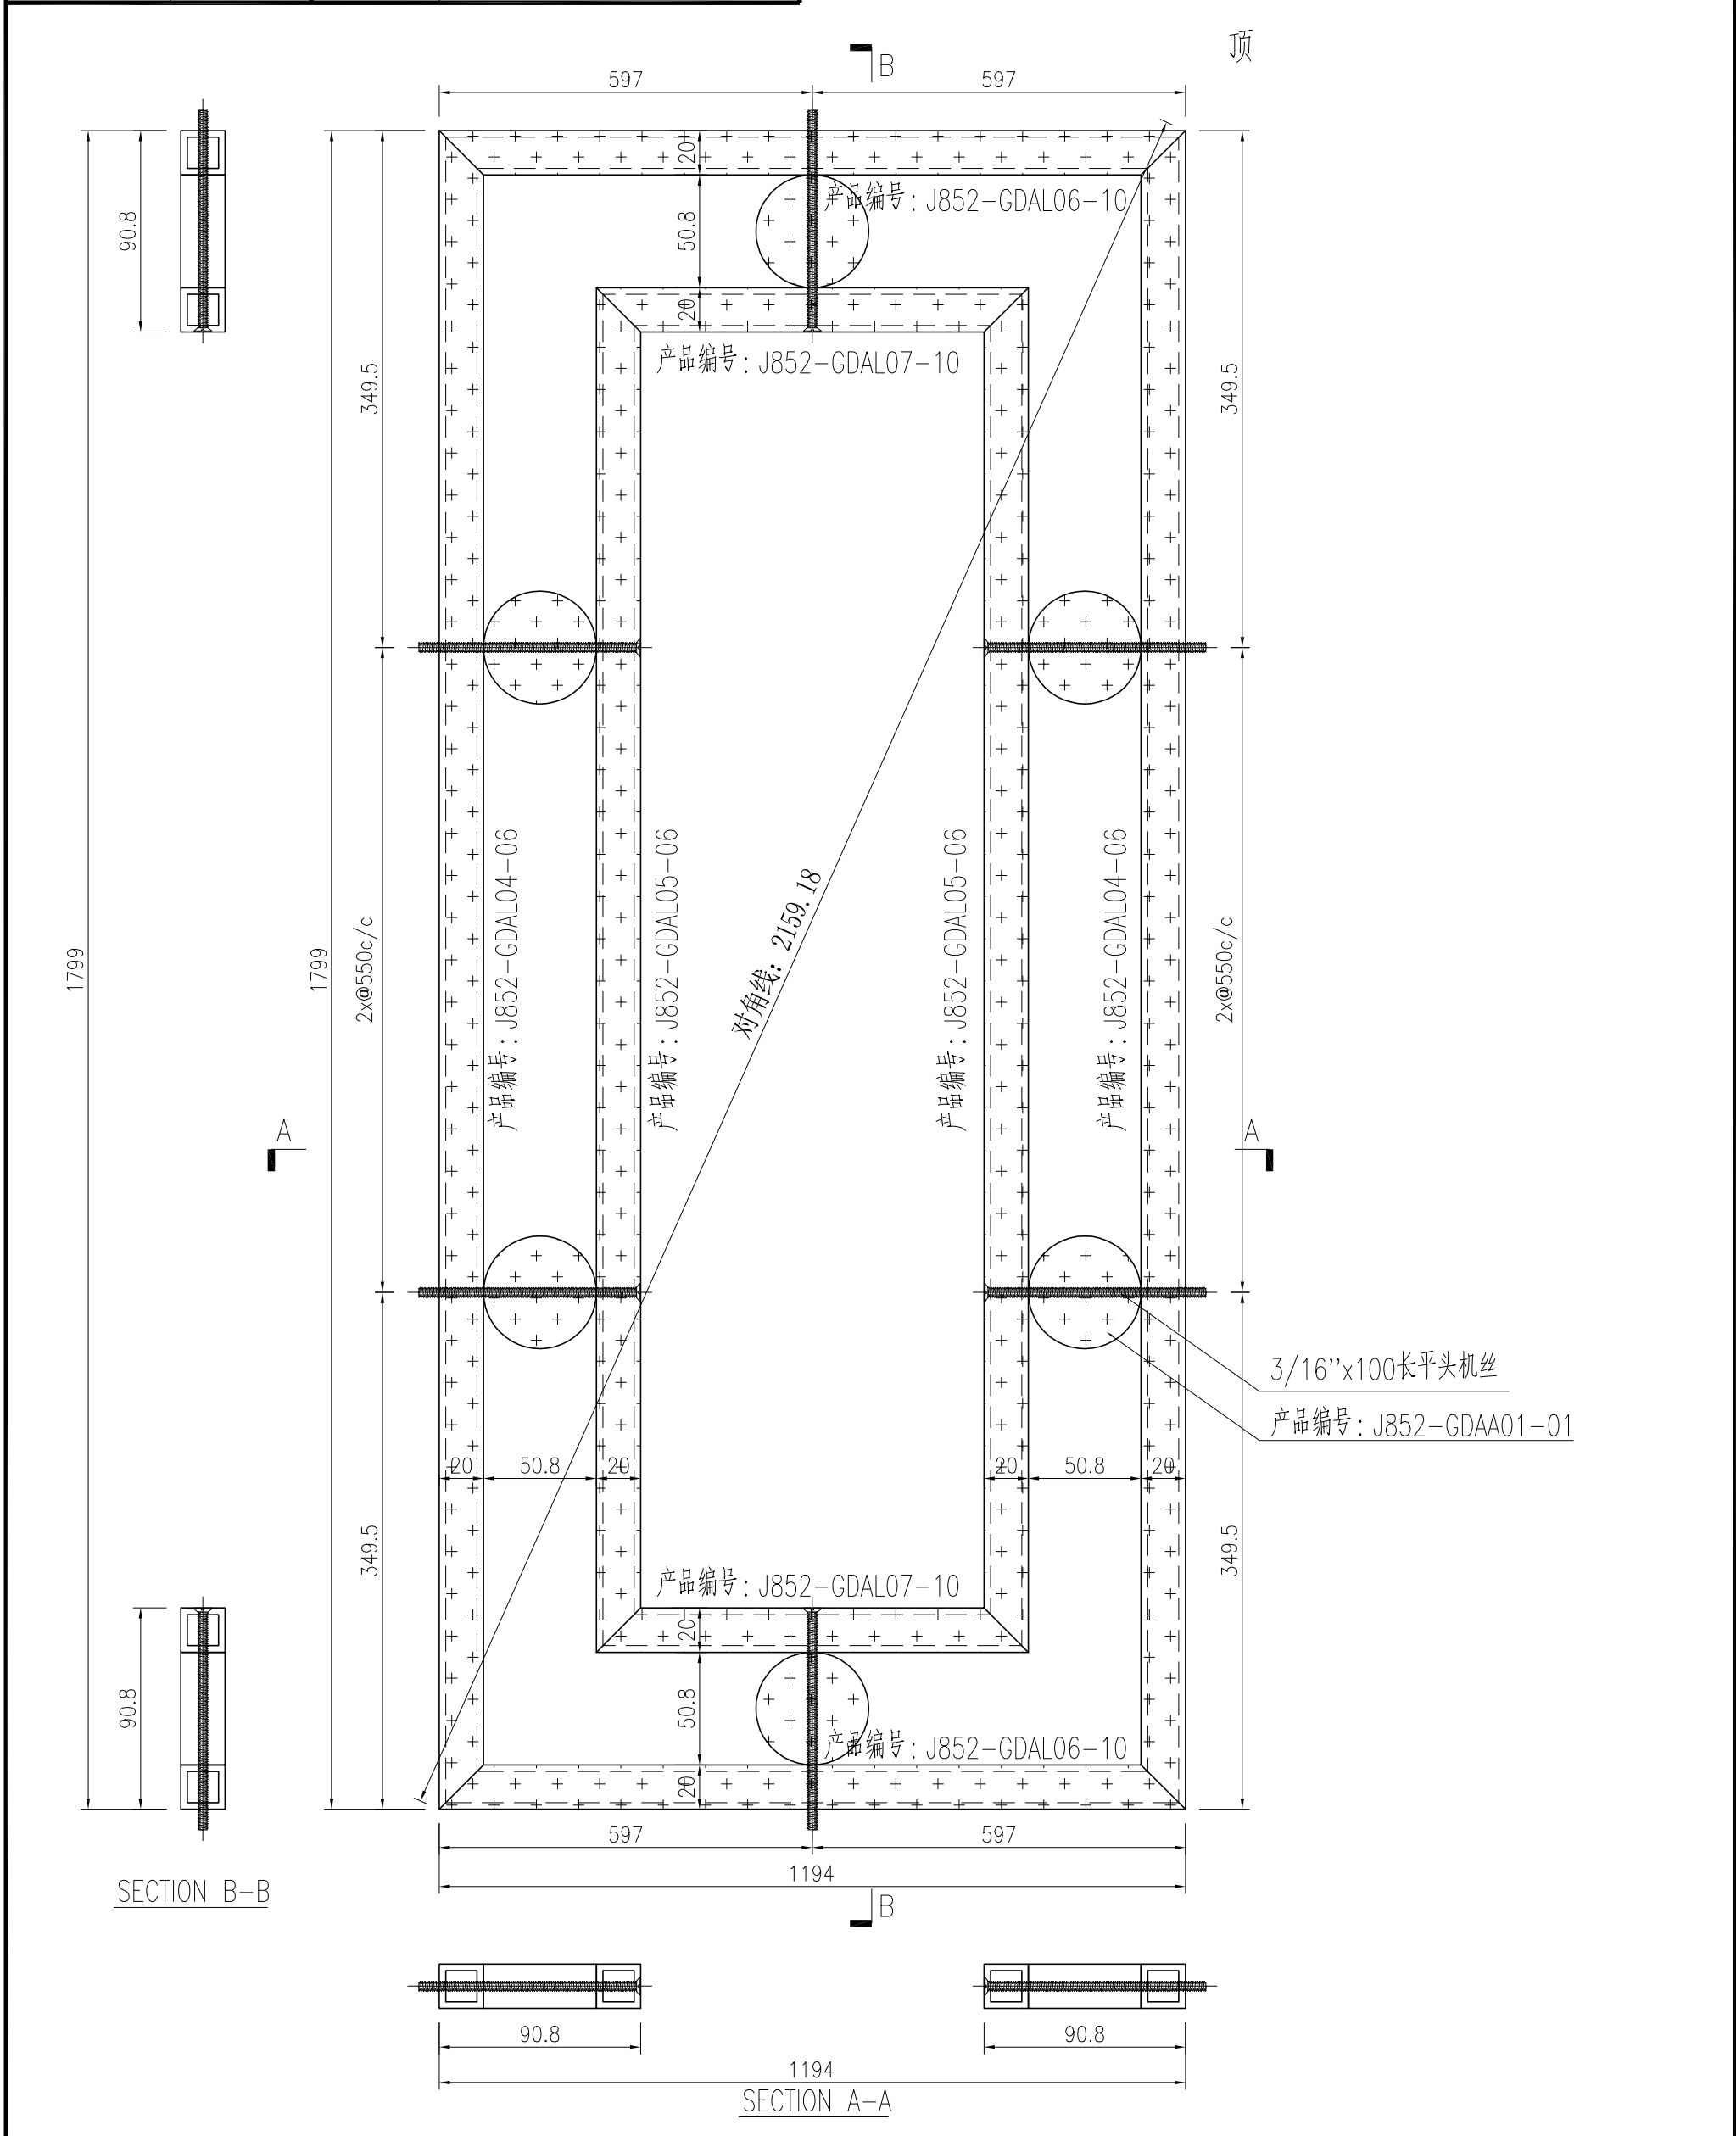 顶
B
597
597
20
产品编号:J852-GDAL06-10
90.8
50.8
20
产品编号:J852-GDAL07-10
349.5
349.5
产品编号:J852-GDAL04-06
产品编号:J852-GDAL05-06
对角线: 2159.18
产品编号:J852-GDAL05-06
产品编号:J852-GDAL04-06
1799
1799
2x@550c/c
2x@550c/c
A
A
3/16’’x100长平头机丝
产品编号:J852-GDAA01-01
20
50.8
20
20
50.8
20
349.5
349.5
产品编号:J852-GDAL07-10
20
90.8
50.8
产品编号:J852-GDAL06-10
20
597
597
1194
SECTION B-B
B
90.8
90.8
1194
SECTION A-A